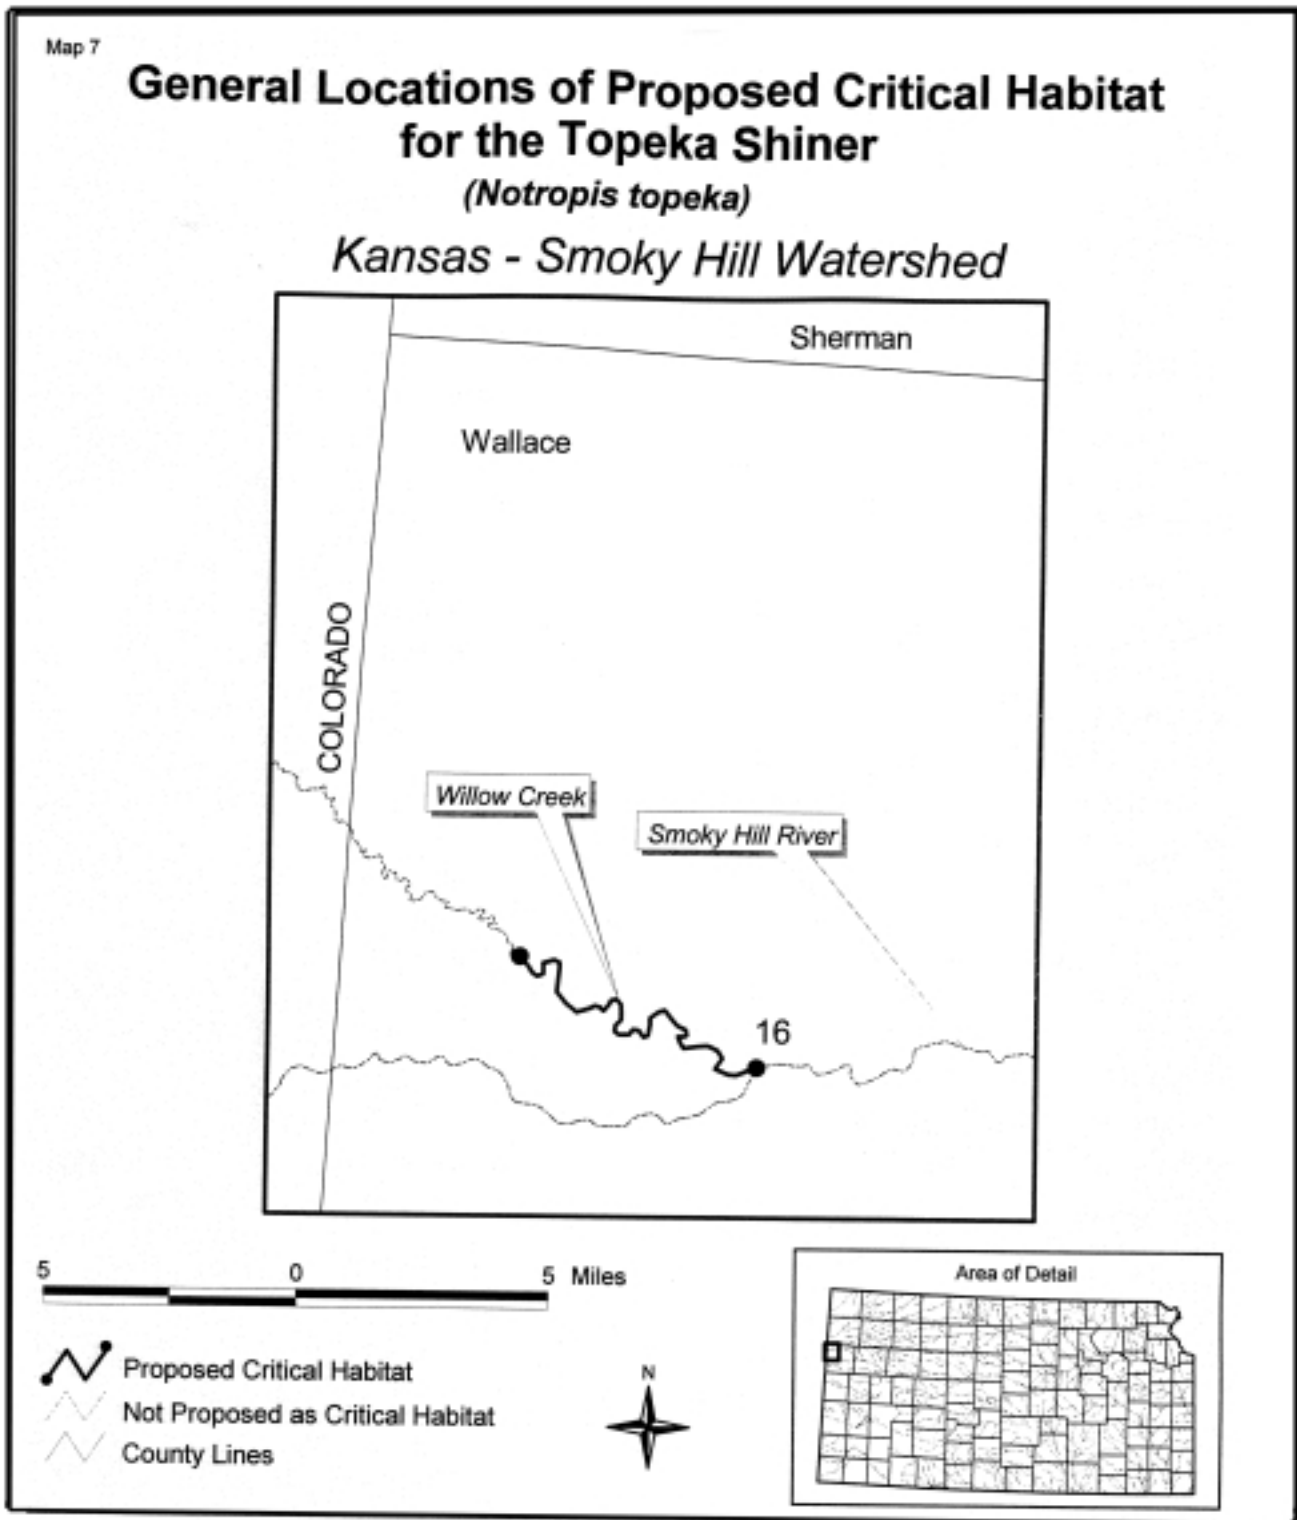 Map 7
General Locations of Proposed Critical Habitat
for the Topeka Shiner
(Notropis topeka)
Kansas - Smoky Hill Watershed
Sherman
Wallace
COLORADO
Willow Creek
Smoky Hill River
16
5 0 5 Miles
Area of Detail
Proposed Critical Habitat
Not Proposed as Critical Habitat
County Lines
N